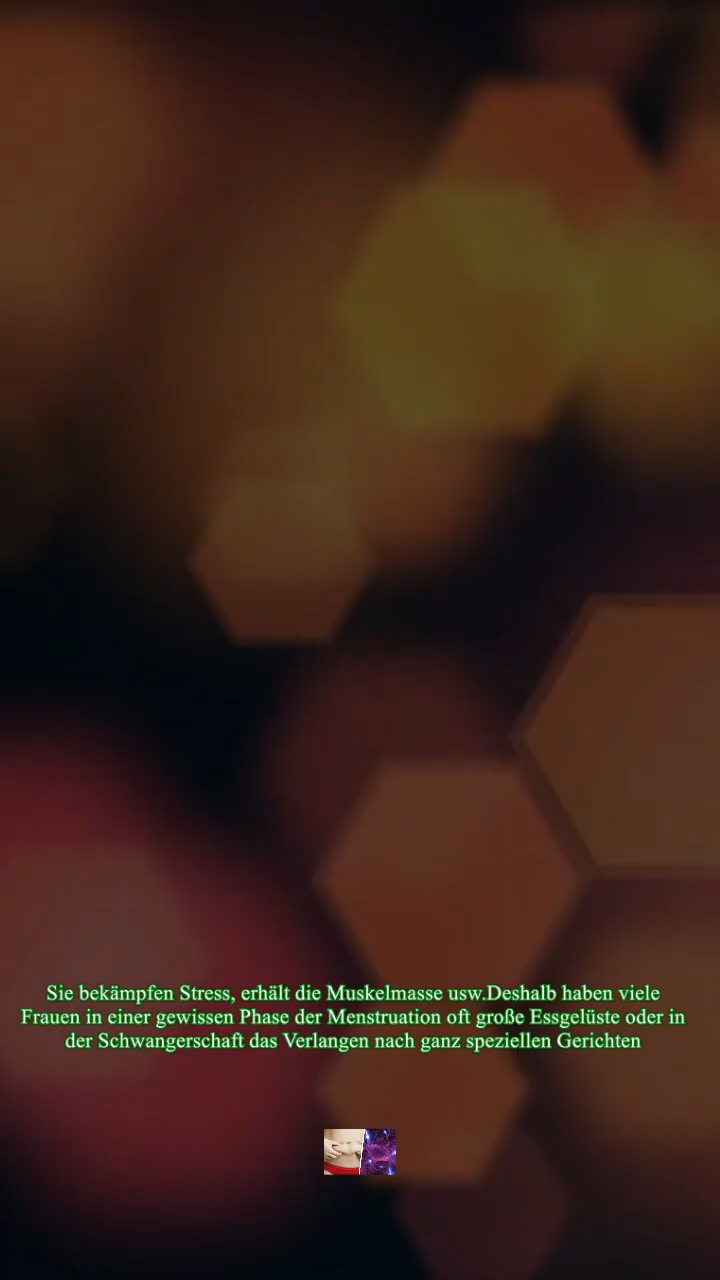 Sie bekämpfen Stress, erhält die Muskelmasse usw.Deshalb haben viele
Frauen in einer gewissen Phase der Menstruation oft große Essgelüste oder in
der Schwangerschaft das Verlangen nach ganz speziellen Gerichten